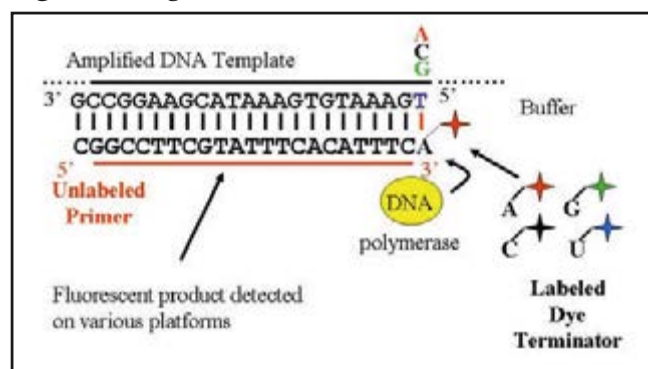 A
C
G
Amplified DNA Template
3' GCCGGAAGCATAAAGTGTAAAGT 5'
Buffer
CGGCCTTCGTATTTCACATTTCA
5' 3'
Unlabeled
Primer
DNA
polymerase
A G
C U
Fluorescent product detected
on various platforms
Labeled
Dye
Terminator